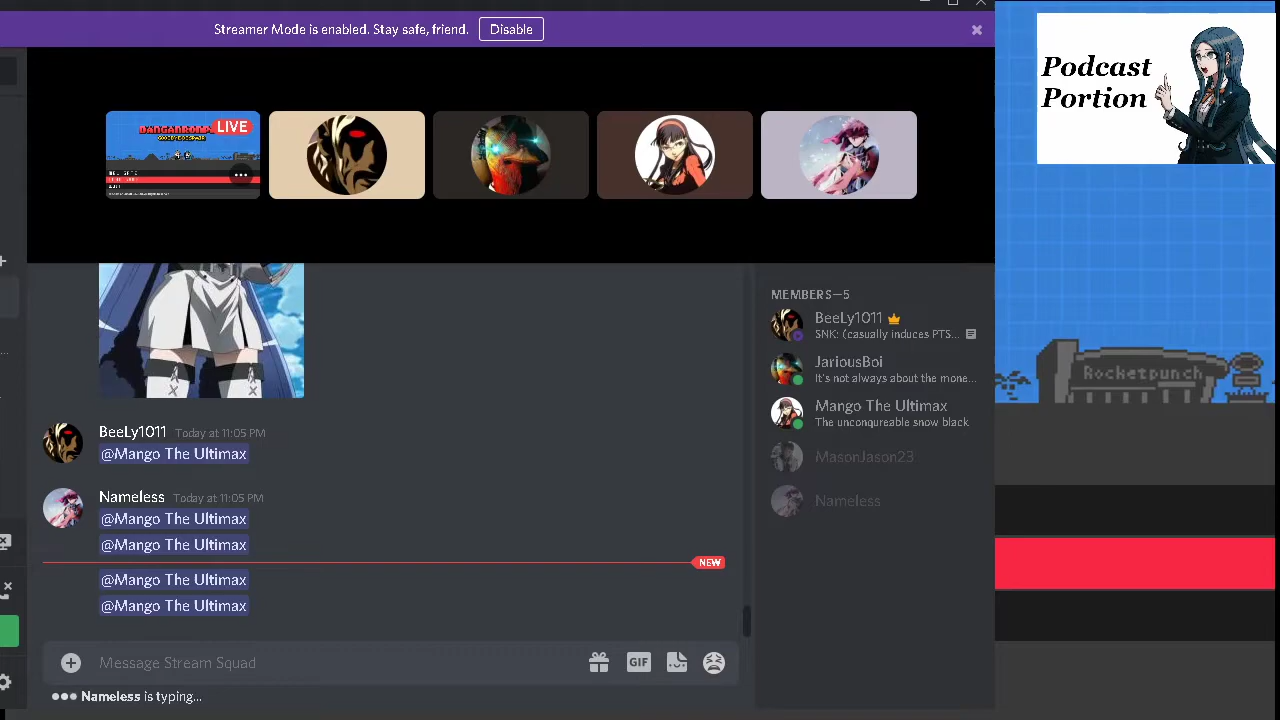 Streamer Mode is enabled. Stay safe, friend.
Disable
Podcast
Portion
LIVE
MEMBERS—5
BeeLy1011
SNK: (casually induces PTS...
JariousBoi
It's not always about the mone...
Mango The Ultimax
The unconqureable snow black
MasonJason23
Nameless
BeeLy1011 Today at 11:05 PM
@Mango The Ultimax
Nameless Today at 11:05 PM
@Mango The Ultimax
@Mango The Ultimax
NEW
@Mango The Ultimax
@Mango The Ultimax
Message Stream Squad
GIF
Nameless is typing...
Rocketpunch